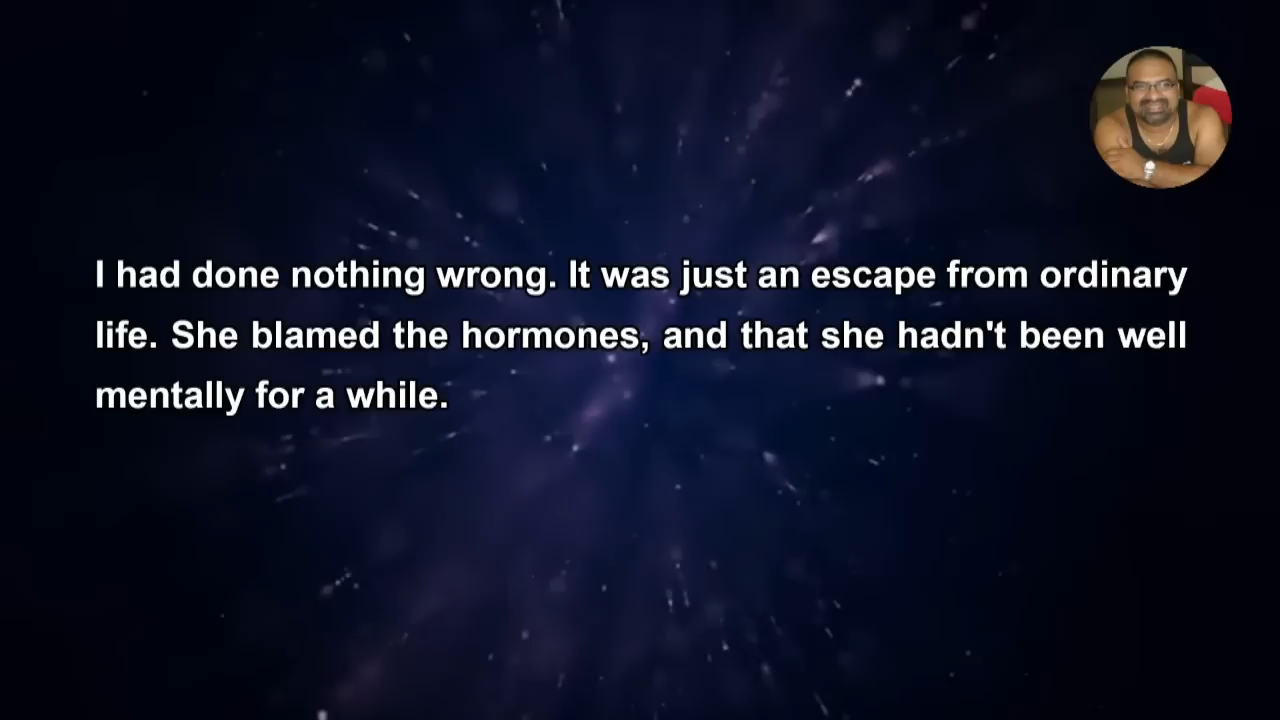 I had done nothing wrong. It was just an escape from ordinary
life. She blamed the hormones, and that she hadn't been well
mentally for a while.